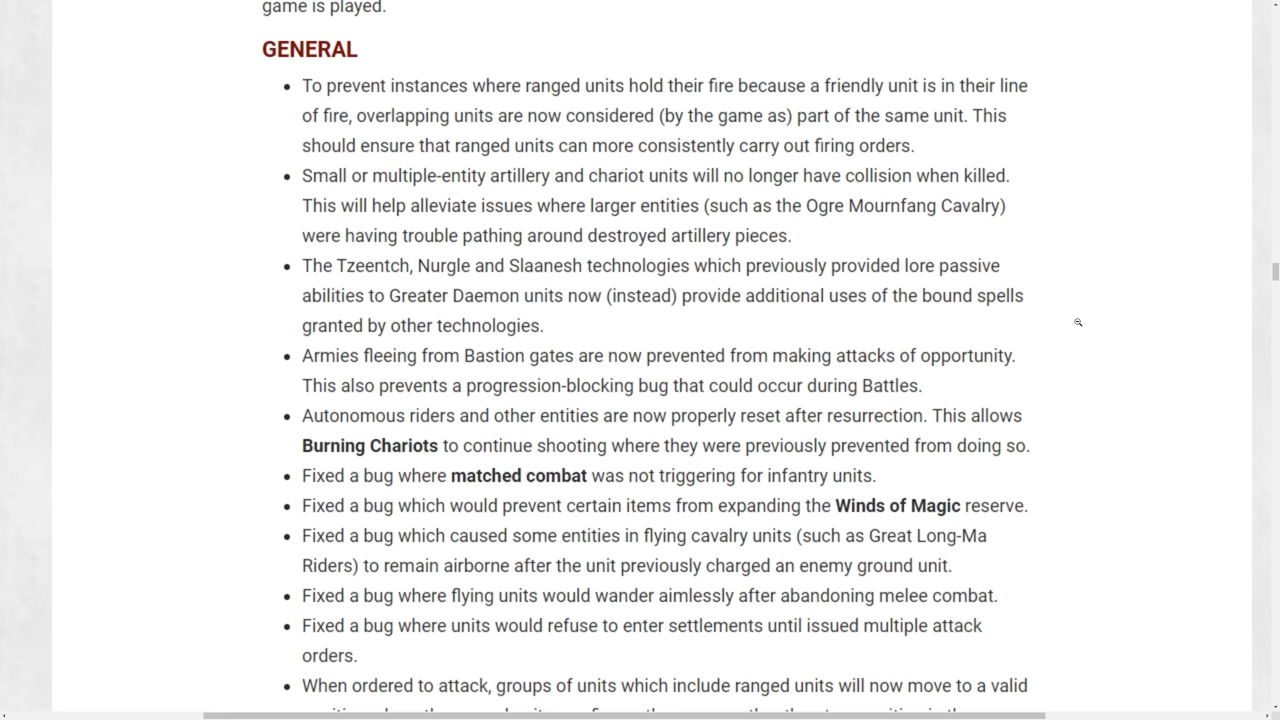 game is played.
GENERAL
• To prevent instances where ranged units hold their fire because a friendly unit is in their line
of fire, overlapping units are now considered (by the game as) part of the same unit. This
should ensure that ranged units can more consistently carry out firing orders.
• Small or multiple-entity artillery and chariot units will no longer have collision when killed.
This will help alleviate issues where larger entities (such as the Ogre Mournfang Cavalry)
were having trouble pathing around destroyed artillery pieces.
• The Tzeentch, Nurgle and Slaanesh technologies which previously provided lore passive
abilities to Greater Daemon units now (instead) provide additional uses of the bound spells
granted by other technologies.
• Armies fleeing from Bastion gates are now prevented from making attacks of opportunity.
This also prevents a progression-blocking bug that could occur during Battles.
• Autonomous riders and other entities are now properly reset after resurrection. This allows
Burning Chariots to continue shooting where they were previously prevented from doing so.
• Fixed a bug where matched combat was not triggering for infantry units.
• Fixed a bug which would prevent certain items from expanding the Winds of Magic reserve.
• Fixed a bug which caused some entities in flying cavalry units (such as Great Long-Ma
Riders) to remain airborne after the unit previously charged an enemy ground unit.
• Fixed a bug where flying units would wander aimlessly after abandoning melee combat.
• Fixed a bug where units would refuse to enter settlements until issued multiple attack
orders.
• When ordered to attack, groups of units which include ranged units will now move to a valid